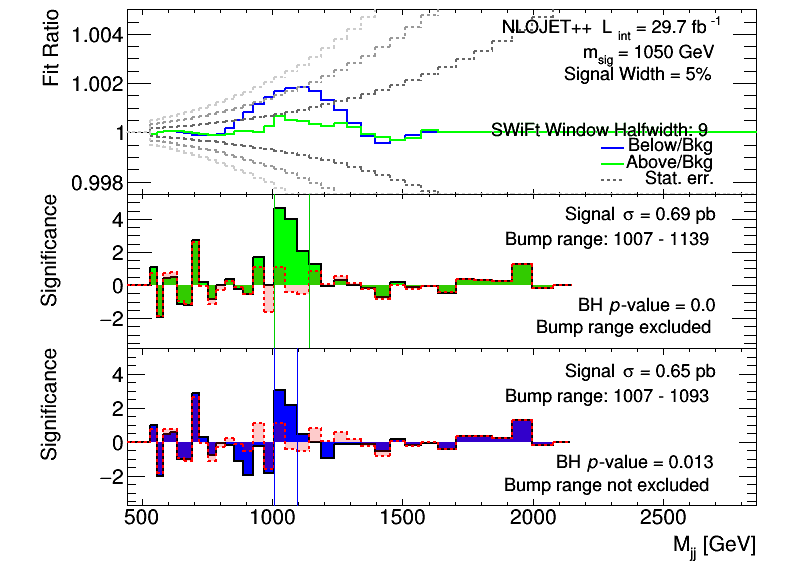 Fit Ratio
1.004
1.002
1
0.998
NLOJET++ L int = 29.7 fb -1
m sig = 1050 GeV
Signal Width = 5%
SWiFt Window Halfwidth: 9
Below/Bkg
Above/Bkg
Stat. err.
Significance
4
2
0
−2
Signal σ = 0.69 pb
Bump range: 1007 - 1139
BH p-value = 0.0
Bump range excluded
Significance
4
2
0
−2
Signal σ = 0.65 pb
Bump range: 1007 - 1093
BH p-value = 0.013
Bump range not excluded
500 1000 1500 2000 2500
M jj [GeV]